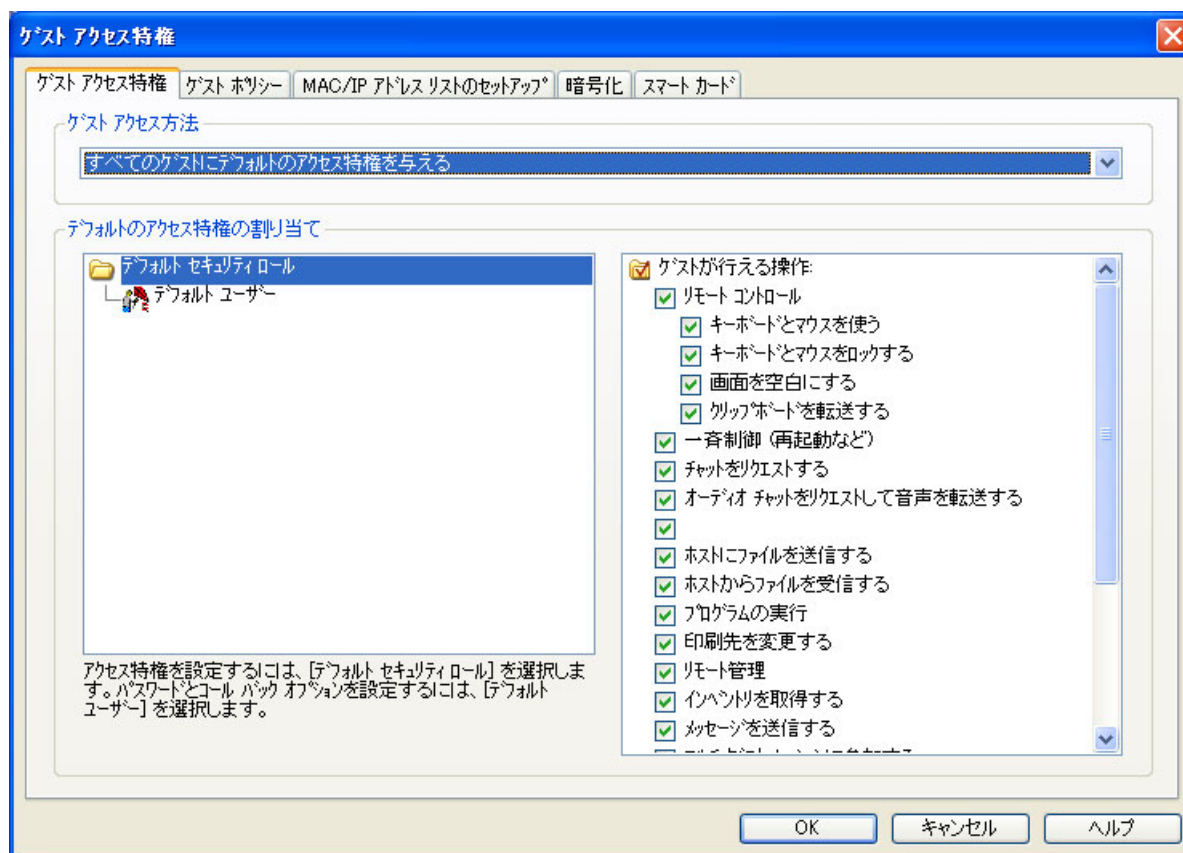 ゲスト アクセス特権
ゲスト アクセス特権 ゲスト ポリシー MAC/IP アドレス リストのセットアップ 暗号化 スマート カード
ゲスト アクセス方法
すべてのゲストにデフォルトのアクセス特権を与える
デフォルトのアクセス特権の割り当て
デフォルト セキュリティ ロール
デフォルト ユーザー
アクセス特権を設定するには、[デフォルト セキュリティ ロール] を選択しま
す。パスワードとコール バック オプションを設定するには、[デフォルト
ユーザー] を選択します。
ゲストが行える操作:
リモート コントロール
キーボードとマウスを使う
キーボードとマウスをロックする
画面を空白にする
クリップボードを転送する
一斉制御 (再起動など)
チャットをリクエストする
オーディオ チャットをリクエストして音声を転送する
ホストにファイルを送信する
ホストからファイルを受信する
プログラムの実行
印刷先を変更する
リモート管理
インベントリを取得する
メッセージを送信する
OK キャンセル ヘルプ